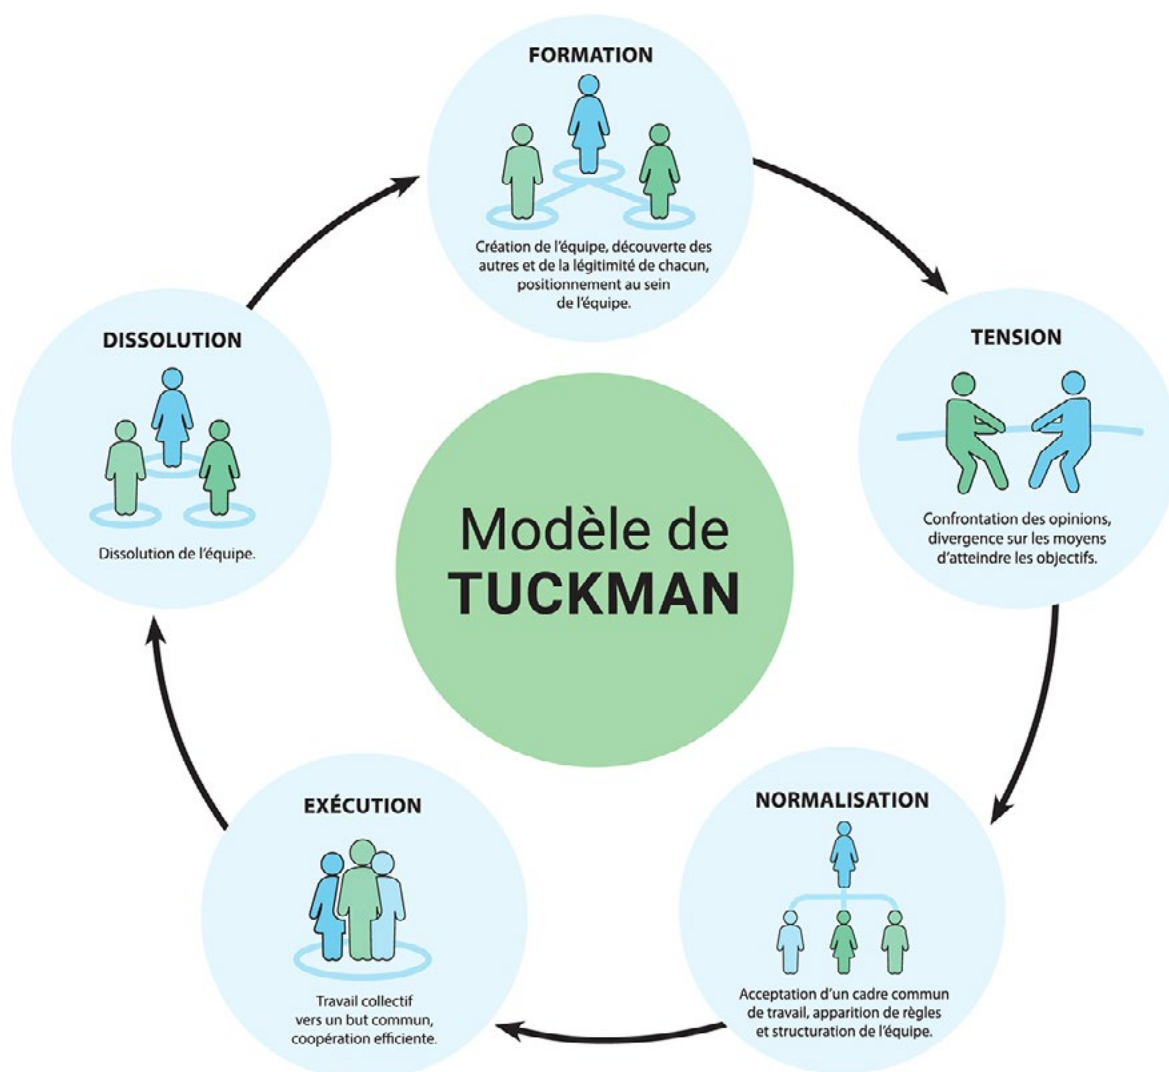 FORMATION
Création de l'équipe, découverte des
autres et de la légitimité de chacun,
positionnement au sein
de l'équipe.
TENSION
Confrontation des opinions,
divergence sur les moyens
d'atteindre les objectifs.
NORMALISATION
Acceptation d'un cadre commun
de travail, apparition de règles
et structuration de l'équipe.
EXÉCUTION
Travail collectif
vers un but commun,
coopération efficiente.
DISSOLUTION
Dissolution de l'équipe.
Modèle de
TUCKMAN